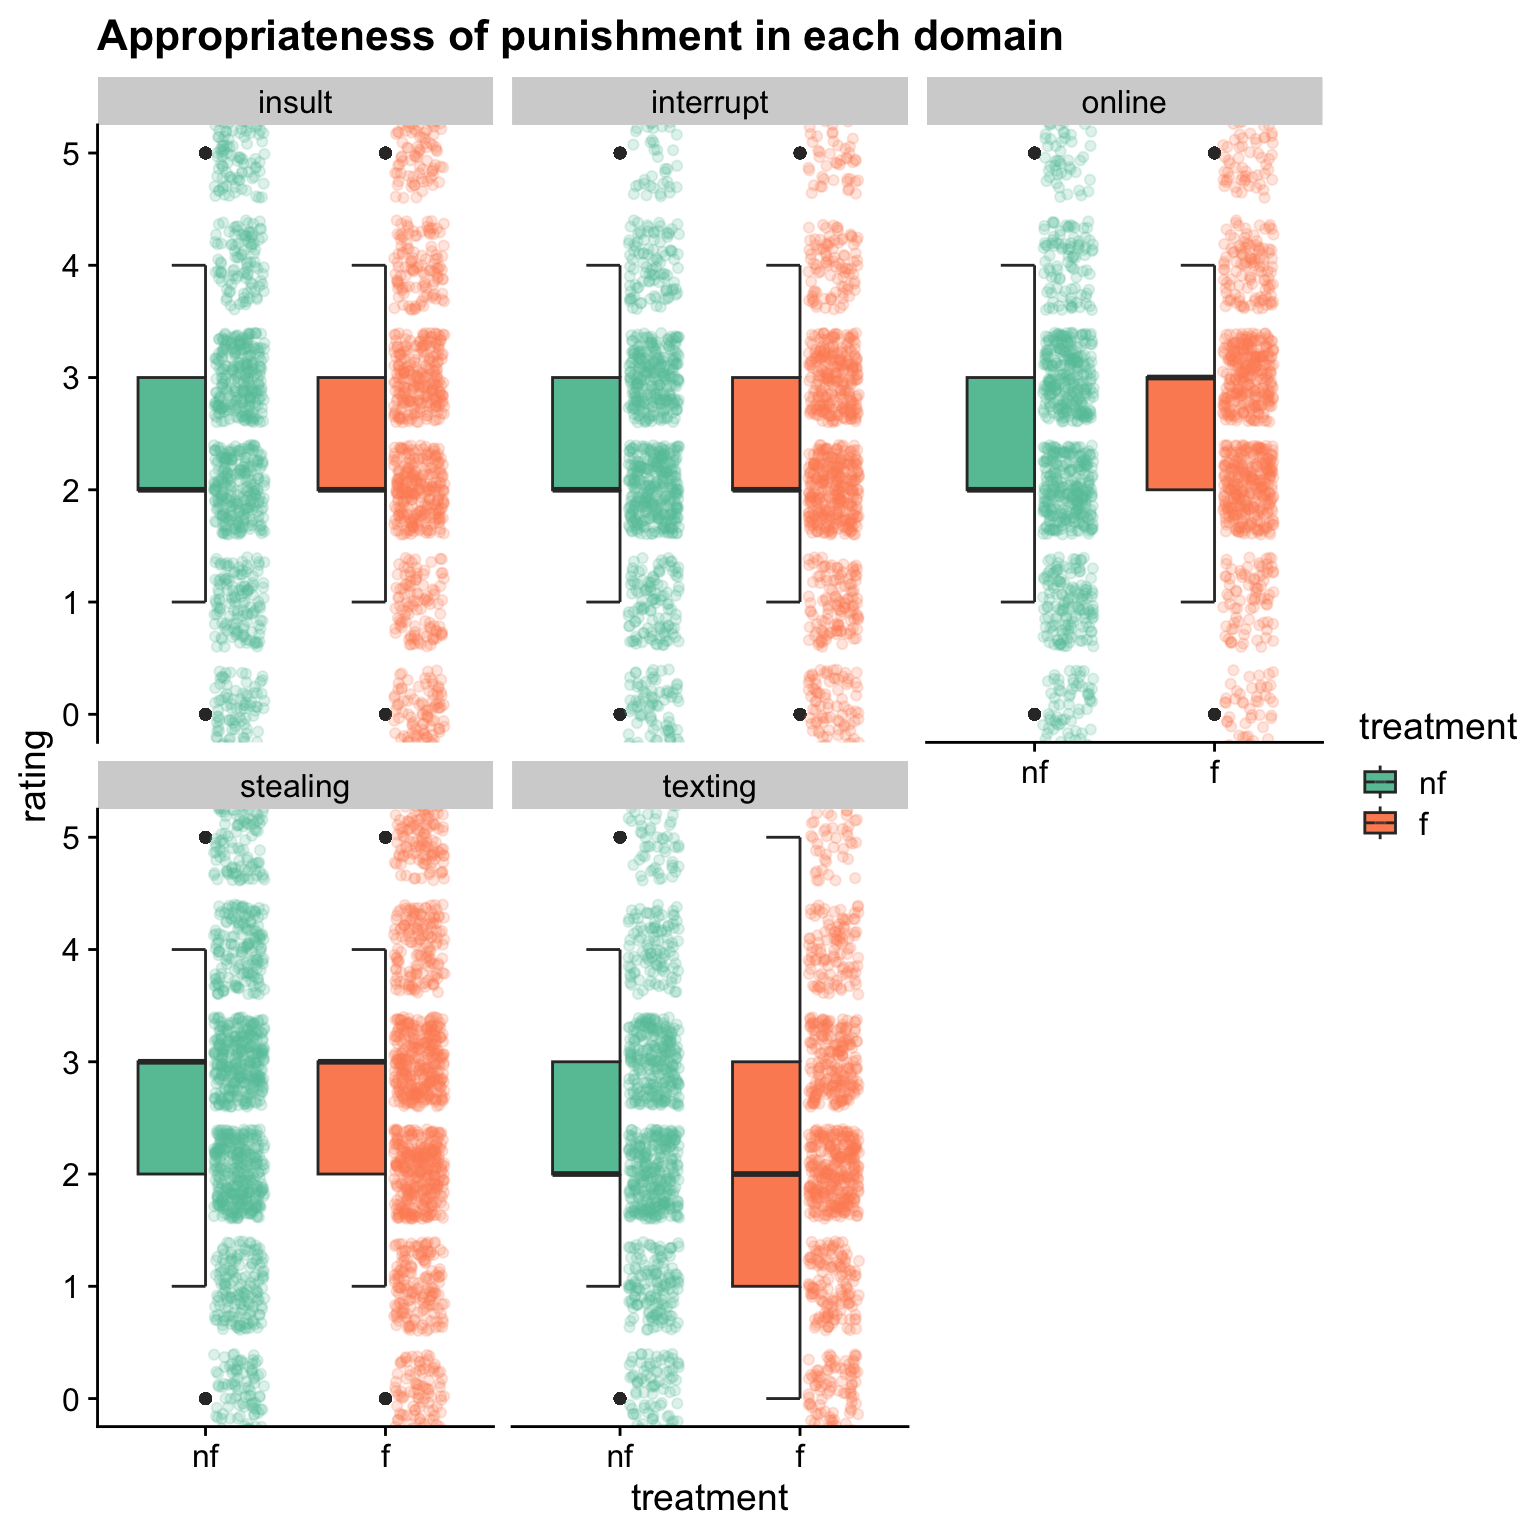 Appropriateness of punishment in each domain
insult
interrupt
online
5
4
3
2
1
0
nf
f
stealing
texting
5
4
3
2
1
0
nf
f
nf
f
treatment
rating
treatment
nf
f